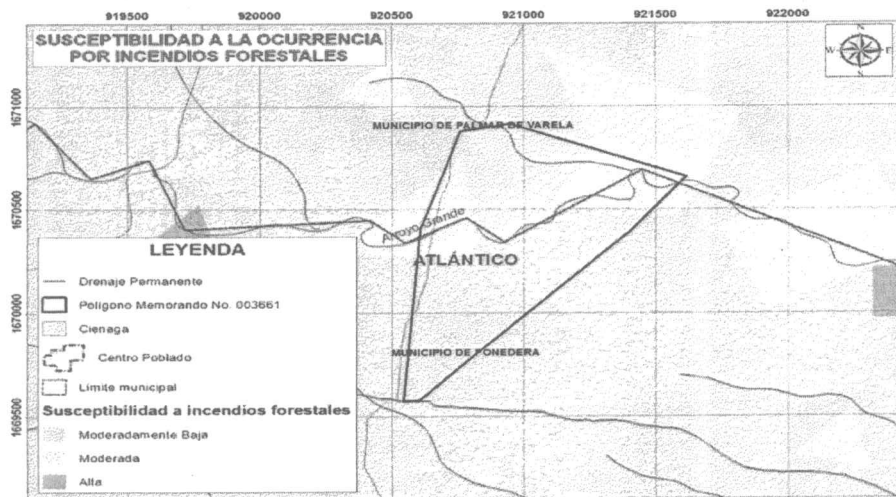 919500 920000 920500 921000 921500 922000
SUSCEPTIBILIDAD A LA OCURRENCIA
POR INCENDIOS FORESTALES
N
W
E
1671000
MUNICIPIO DE PALMAR DE VARELA
1670500
Arroyo Grande
LEYENDA
ATLÁNTICO
Drenaje Permanente
Polígono Memorando No. 003661
1670000
Cienaga
Centro Poblado
MUNICIPIO DE PONEDERA
Límite municipal
Susceptibilidad a incendios forestales
1669500
Moderadamente Baja
Moderada
Alta